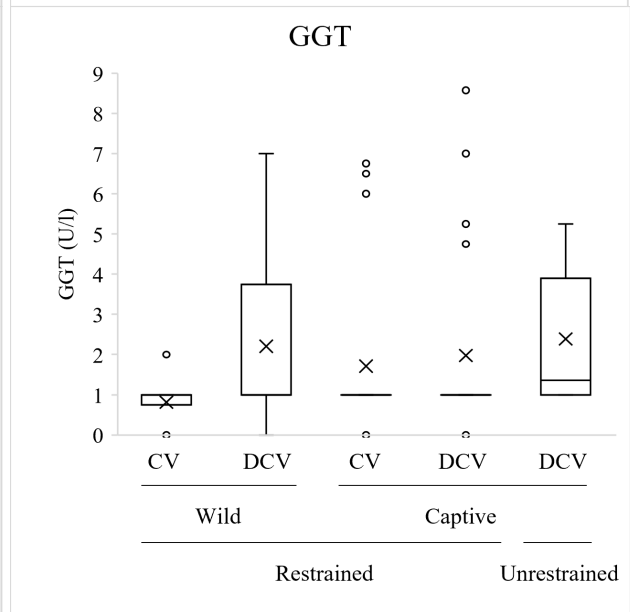 GGT
9
8
7
6
5
4
3
2
1
0
GGT (U/l)
CV DCV CV DCV DCV
Wild Captive
Restrained Unrestrained